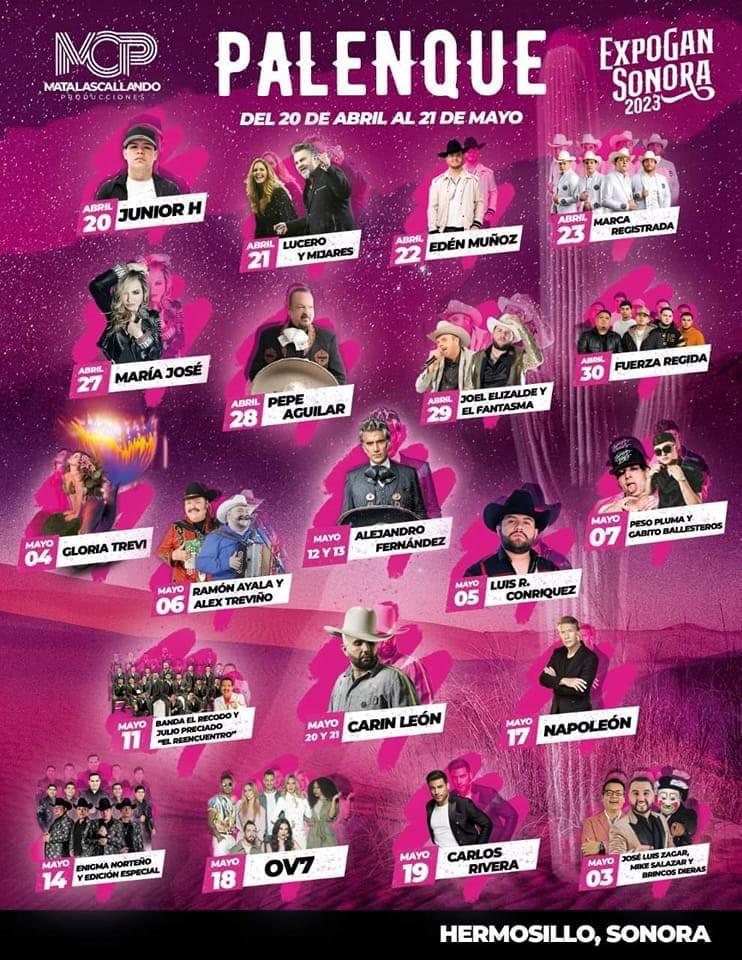 MCP
MATALASCALLANDO
PRODUCCIONES
PALENQUE
DEL 20 DE ABRIL AL 21 DE MAYO
EXPOGAN
SONORA
2023
ABRIL
20
JUNIOR H
ABRIL
21
LUCERO
Y MIJARES
ABRIL
22
EDÉN MUÑOZ
ABRIL
23
MARCA
REGISTRADA
ABRIL
27
MARÍA JOSÉ
ABRIL
28
PEPE
AGUILAR
ABRIL
29
JOEL ELIZALDE Y
EL FANTASMA
ABRIL
30
FUERZA REGIDA
MAYO
04
GLORIA TREVI
MAYO
06
RAMÓN AYALA Y
ALEX TREVIÑO
MAYO
12 Y 13
ALEJANDRO
FERNÁNDEZ
MAYO
05
LUIS R.
CONRIQUEZ
MAYO
07
PESO PLUMA Y
GABITO BALLESTEROS
MAYO
11
BANDA EL RECODO Y
JULIO PRECIADO
"EL REENCUENTRO"
MAYO
20 Y 21
CARIN LEÓN
MAYO
17
NAPOLEÓN
MAYO
14
ENIGMA NORTEÑO
Y EDICIÓN ESPECIAL
MAYO
18
OV7
MAYO
19
CARLOS
RIVERA
MAYO
03
JOSÉ LUIS ZAGAR,
MIKE SALAZAR Y
BRINCOS DIERAS
HERMOSILLO, SONORA